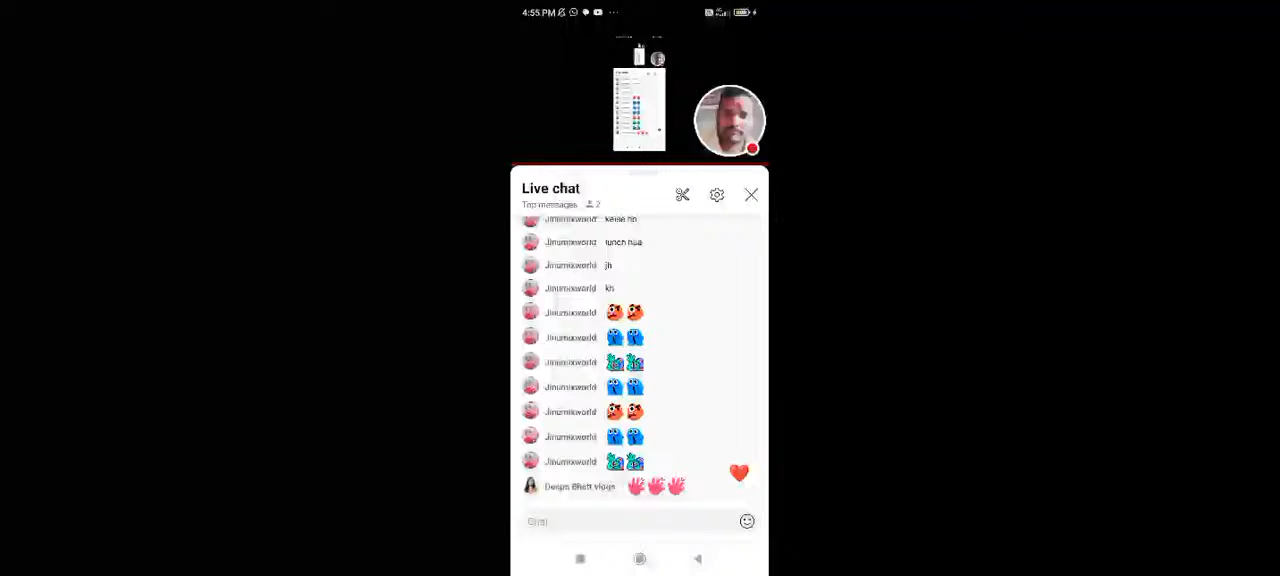 4:55 PM
Live chat
Top messages 2
Jinumixworld keise ho
Jinumixworld lunch hua
Jinumixworld jh
Jinumixworld kh
Jinumixworld
Jinumixworld
Jinumixworld
Jinumixworld
Jinumixworld
Jinumixworld
Jinumixworld
Deepa Bhatt vlogs
Chat